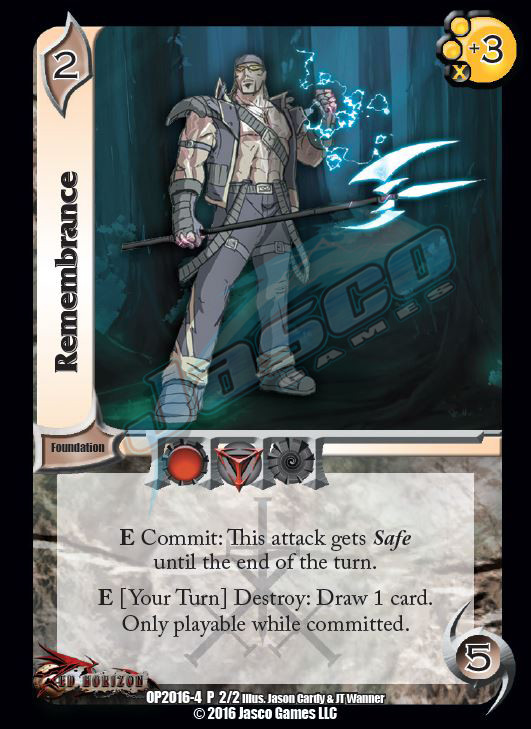 2
+3
X
Remembrance
JASCO
GAMES
Foundation
E Commit: This attack gets Safe
until the end of the turn.
E [Your Turn] Destroy: Draw 1 card.
Only playable while committed.
5
RED HORIZON
OP2016-4 P 2/2 Illus. Jason Cardy & JT Wanner
© 2016 Jasco Games LLC